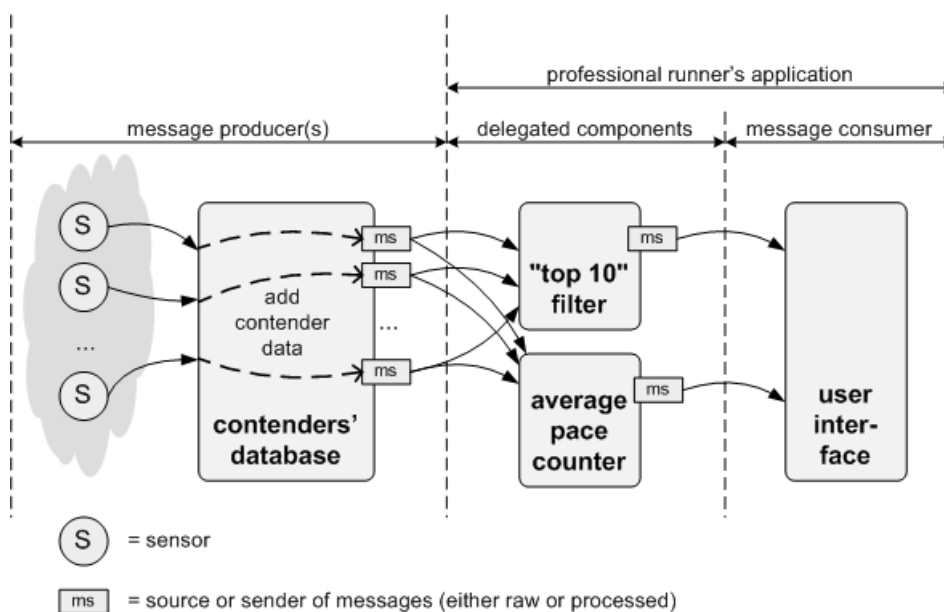 professional runner's application
message producer(s)
delegated components
message consumer
S
S
...
S
add
contender
data
contenders'
database
ms
ms
...
ms
"top 10"
filter
ms
average
pace
counter
ms
user
inter-
face
S
= sensor
ms
= source or sender of messages (either raw or processed)